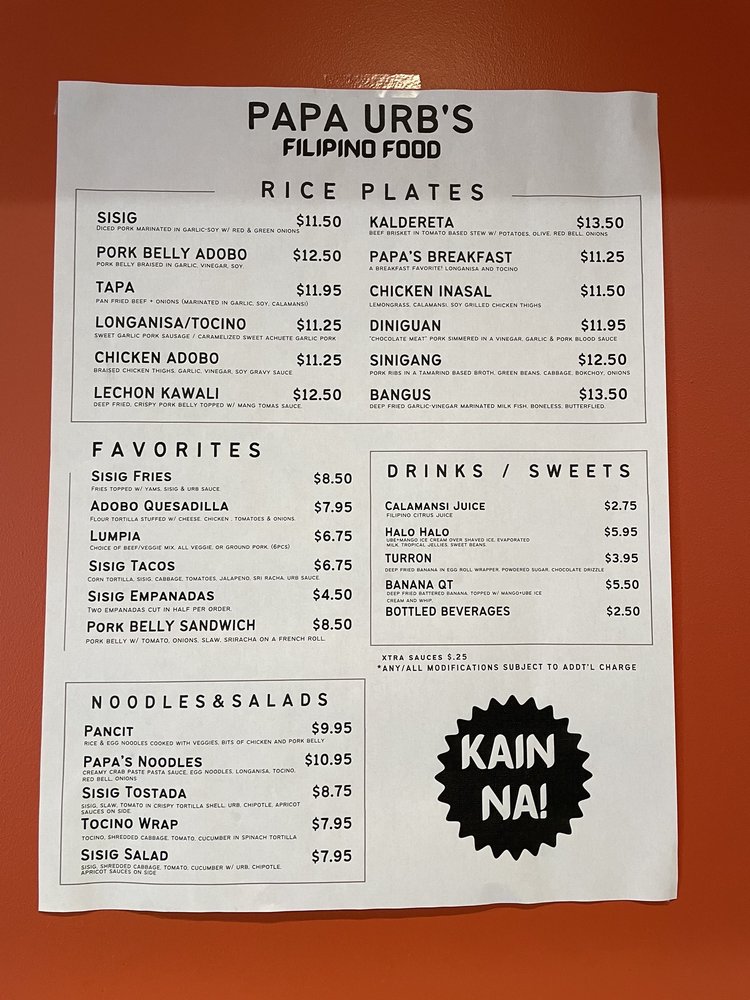 PAPA URB'S
FILIPINO FOOD
RICE PLATES
SISIG $11.50
DICED PORK MARINATED IN GARLIC-SOY W/ RED & GREEN ONIONS
PORK BELLY ADOBO $12.50
PORK BELLY BRAISED IN GARLIC, VINEGAR, SOY
TAPA $11.95
PAN FRIED BEEF + ONIONS (MARINATED IN GARLIC, SOY, CALAMANSI)
LONGANISA/TOCINO $11.25
SWEET GARLIC PORK SAUSAGE / CARAMELIZED SWEET ACHUETE GARLIC PORK
CHICKEN ADOBO $11.25
BRAISED CHICKEN THIGHS, GARLIC, VINEGAR, SOY GRAVY SAUCE
LECHON KAWALI $12.50
DEEP FRIED, CRISPY PORK BELLY TOPPED W/ MANG TOMAS SAUCE.
KALDERETA $13.50
BEEF BRISKET IN TOMATO BASED STEW W/ POTATOES, OLIVE, RED BELL, ONIONS
PAPA'S BREAKFAST $11.25
A BREAKFAST FAVORITE! LONGANISA AND TOCINO
CHICKEN INASAL $11.50
LEMONGRASS, CALAMANSI, SOY GRILLED CHICKEN THIGHS
DINIGUAN $11.95
"CHOCOLATE MEAT" PORK SIMMERED IN A VINEGAR, GARLIC & PORK BLOOD SAUCE
SINIGANG $12.50
PORK RIBS IN A TAMARIND BASED BROTH, GREEN BEANS, CABBAGE, BOKCHOY, ONIONS
BANGUS $13.50
DEEP FRIED GARLIC-VINEGAR MARINATED MILK FISH, BONELESS, BUTTERFLIED.
FAVORITES
SISIG FRIES $8.50
FRIES TOPPED W/ YAMS, SISIG & URB SAUCE
ADOBO QUESADILLA $7.95
FLOUR TORTILLA STUFFED W/ CHEESE, CHICKEN , TOMATOES & ONIONS.
LUMPIA $6.75
CHOICE OF BEEF/VEGGIE MIX, ALL VEGGIE, OR GROUND PORK. (6PCS)
SISIG TACOS $6.75
CORN TORTILLA, SISIG, CABBAGE, TOMATOES, JALAPENO, SRI RACHA, URB SAUCE.
SISIG EMPANADAS $4.50
TWO EMPANADAS CUT IN HALF PER ORDER.
PORK BELLY SANDWICH $8.50
PORK BELLY W/ TOMATO, ONIONS, SLAW, SRIRACHA ON A FRENCH ROLL.
DRINKS / SWEETS
CALAMANSI JUICE $2.75
FILIPINO CITRUS JUICE
HALO HALO $5.95
UBE+MANGO ICE CREAM OVER SHAVED ICE, EVAPORATED
MILK, TROPICAL JELLIES, SWEET BEANS.
TURRON $3.95
DEEP FRIED BANANA IN EGG ROLL WRAPPER, POWDERED SUGAR, CHOCOLATE DRIZZLE
BANANA QT $5.50
DEEP FRIED BATTERED BANANA, TOPPED W/ MANGO+UBE ICE
CREAM AND WHIP.
BOTTLED BEVERAGES $2.50
XTRA SAUCES $.25
*ANY/ALL MODIFICATIONS SUBJECT TO ADDT'L CHARGE
NOODLES&SALADS
PANCIT $9.95
RICE & EGG NOODLES COOKED WITH VEGGIES, BITS OF CHICKEN AND PORK BELLY
PAPA'S NOODLES $10.95
CREAMY CRAB PASTE PASTA SAUCE, EGG NOODLES, LONGANISA, TOCINO,
RED BELL, ONIONS
SISIG TOSTADA $8.75
SISIG, SLAW, TOMATO IN CRISPY TORTILLA SHELL, URB, CHIPOTLE, APRICOT
SAUCES ON SIDE.
TOCINO WRAP $7.95
TOCINO, SHREDDED CABBAGE, TOMATO, CUCUMBER IN SPINACH TORTILLA
SISIG SALAD $7.95
SISIG, SHREDDED CABBAGE, TOMATO, CUCUMBER W/ URB, CHIPOTLE,
APRICOT SAUCES ON SIDE
KAIN
NA!